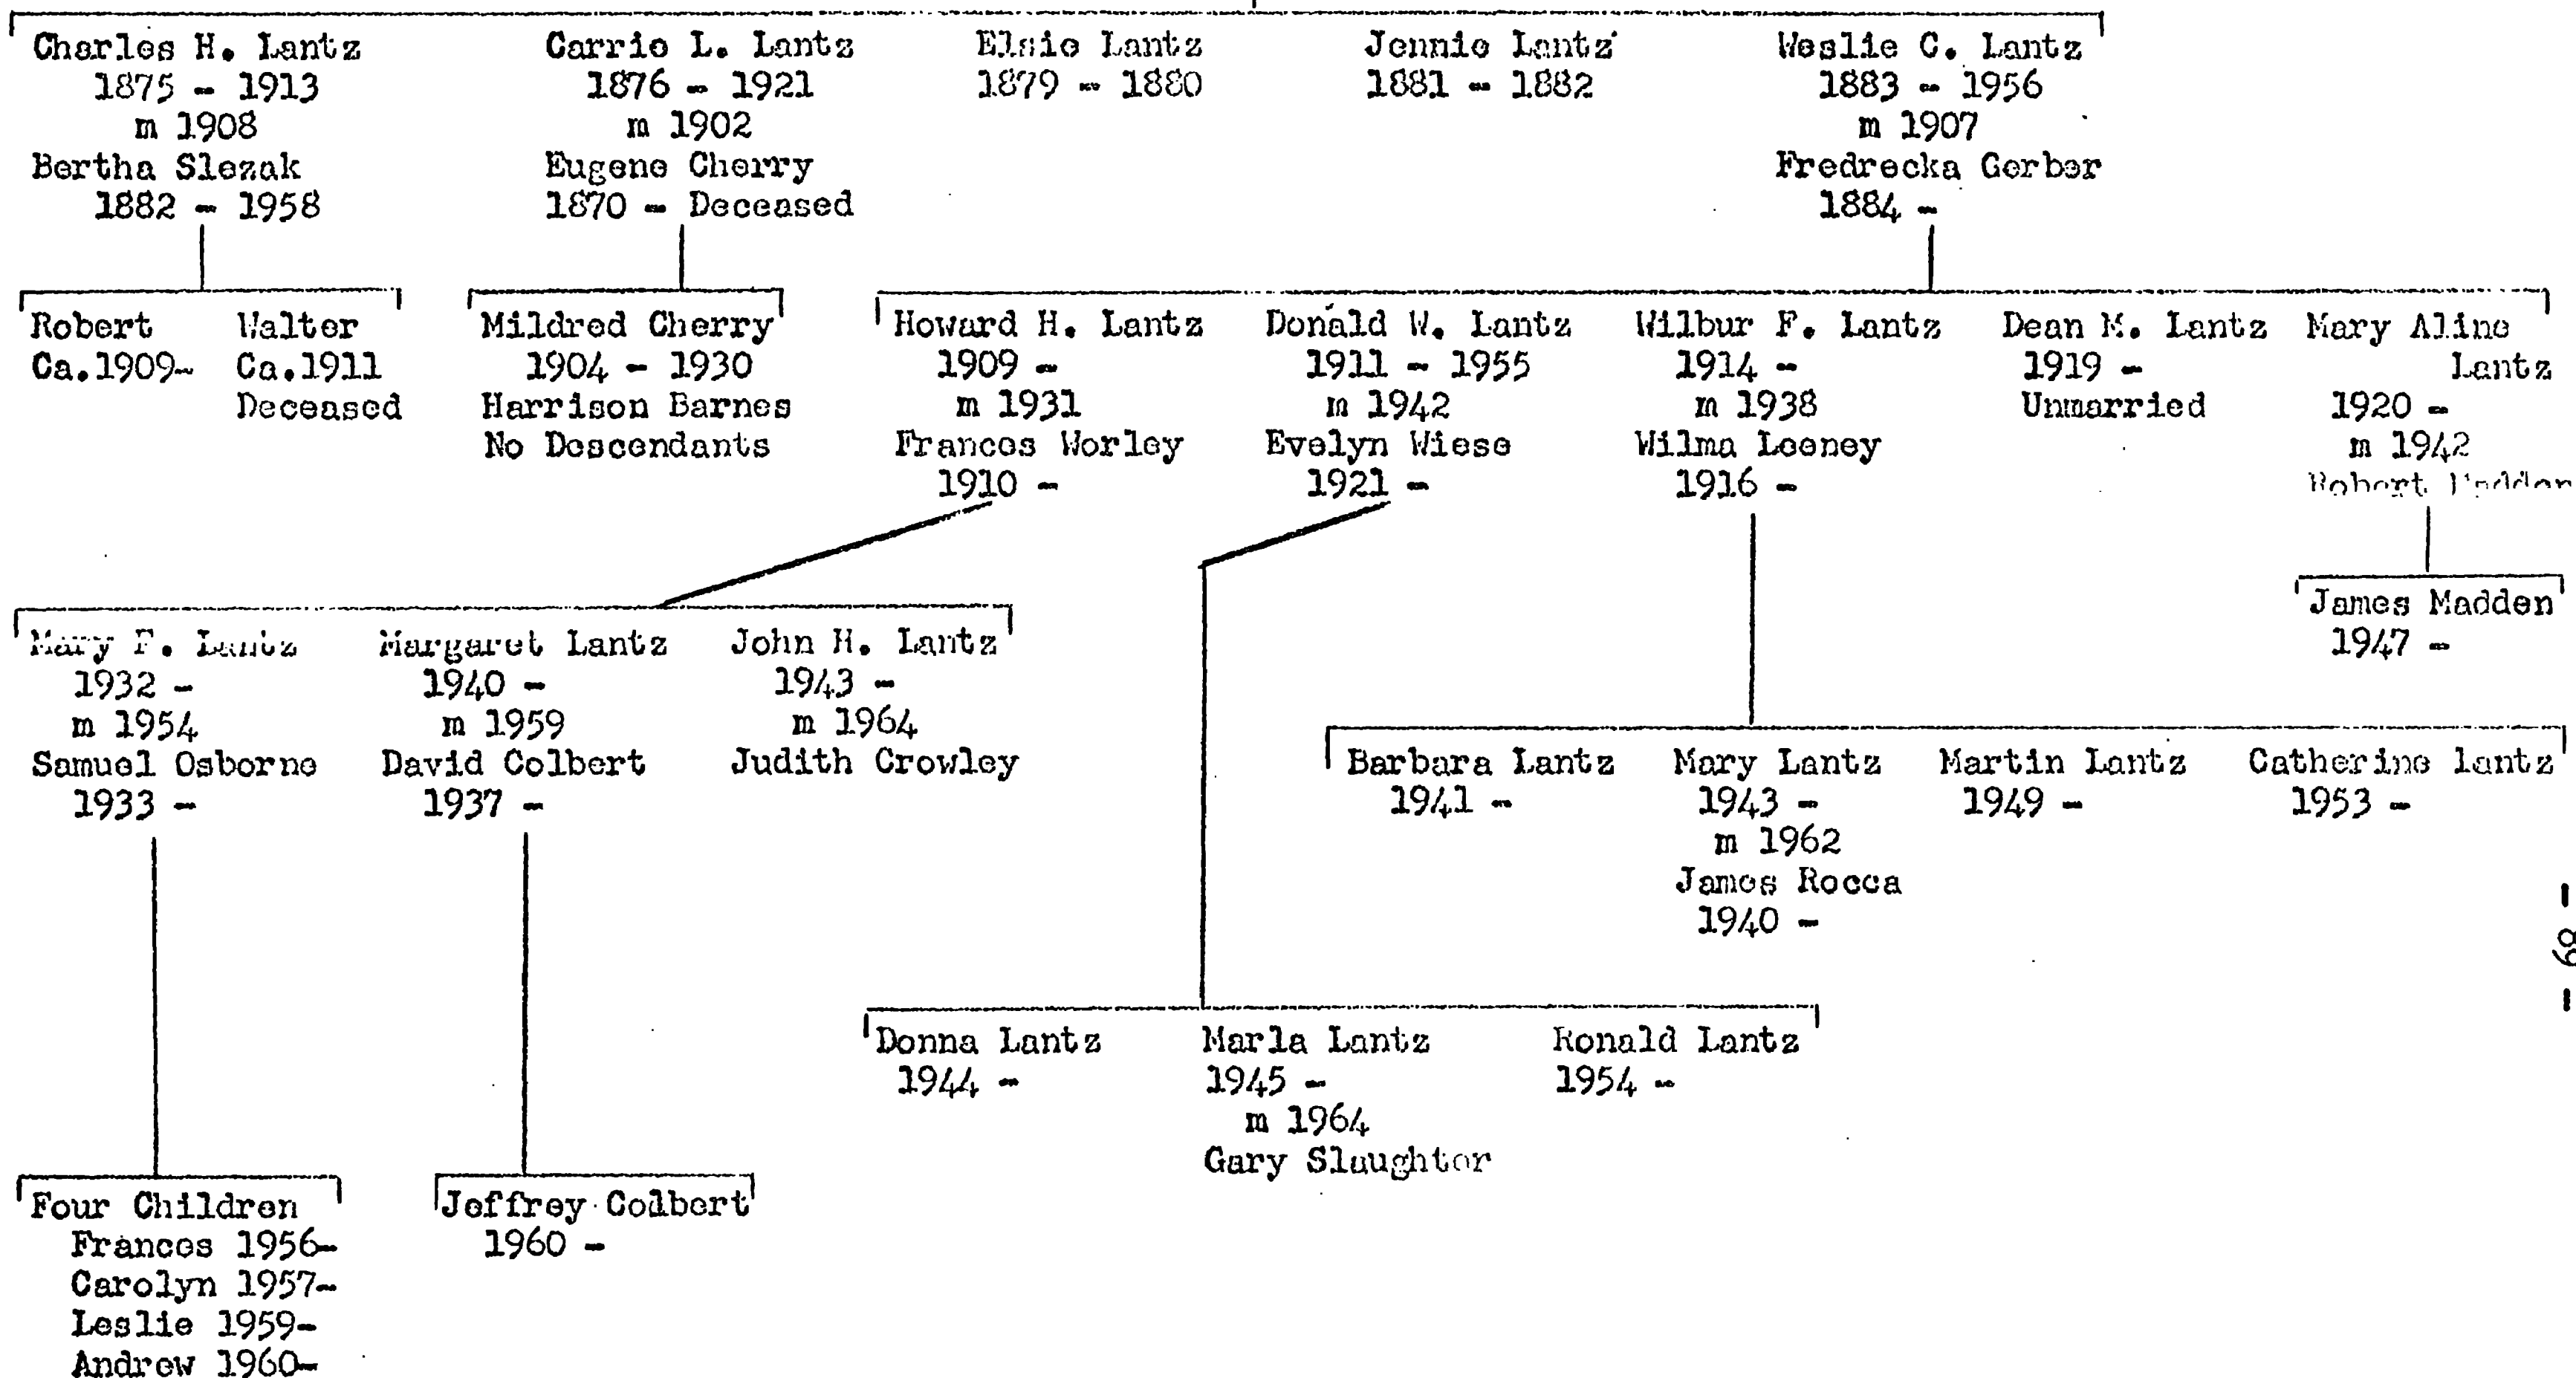 Charles H. Lantz
1875 - 1913
m 1908
Bertha Slezak
1882 - 1958
Carrie L. Lantz
1876 - 1921
m 1902
Eugene Cherry
1870 - Deceased
Elsie Lantz
1879 - 1880
Jennie Lantz
1881 - 1882
Weslie C. Lantz
1883 - 1956
m 1907
Fredrecka Gerber
1884 -
Robert
Ca.1909-
Walter
Ca.1911
Deceased
Mildred Cherry
1904 - 1930
Harrison Barnes
No Descendants
Howard H. Lantz
1909 -
m 1931
Frances Worley
1910 -
Donald W. Lantz
1911 - 1955
m 1942
Evelyn Wiese
1921 -
Wilbur F. Lantz
1914 -
m 1938
Wilma Leeney
1916 -
Dean M. Lantz
1919 -
Unmarried
Mary Aline
Lantz
1920 -
m 1942
Robert Madden
James Madden
1947 -
Mary F. Lantz
1932 -
m 1954
Samuel Osborne
1933 -
Margaret Lantz
1940 -
m 1959
David Colbert
1937 -
John H. Lantz
1943 -
m 1964
Judith Crowley
Barbara Lantz
1941 -
Mary Lantz
1943 -
m 1962
James Rocca
1940 -
Martin Lantz
1949 -
Catherine lantz
1953 -
- 68 -
Donna Lantz
1944 -
Marla Lantz
1945 -
m 1964
Gary Slaughter
Ronald Lantz
1954 -
Four Children
Frances 1956-
Carolyn 1957-
Leslie 1959-
Andrew 1960-
Jeffrey Colbert
1960 -